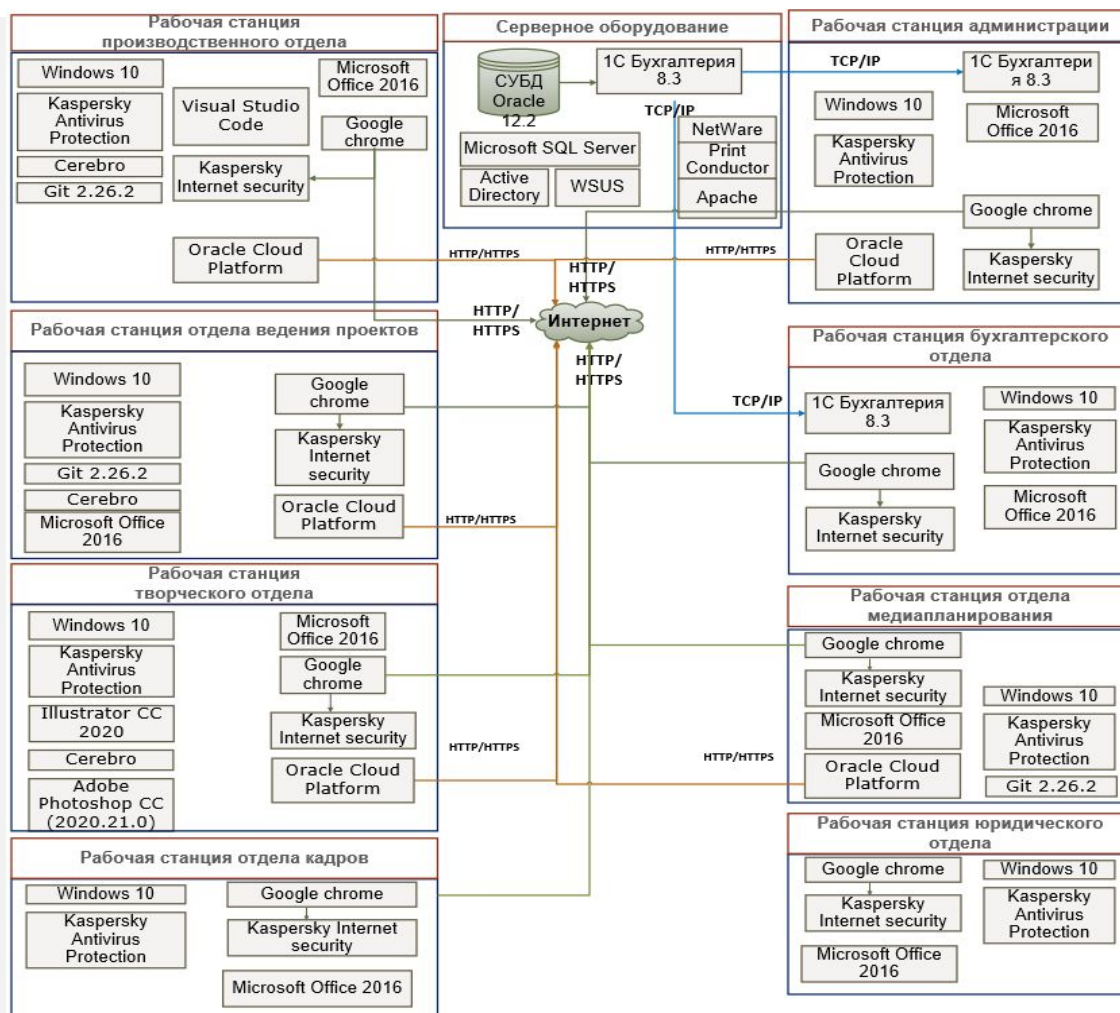 Рабочая станция
производственного отдела
Windows 10
Kaspersky
Antivirus
Protection
Cerebro
Git 2.26.2
Visual Studio
Code
Kaspersky
Internet security
Microsoft
Office 2016
Google
chrome
Oracle Cloud
Platform
HTTP/HTTPS
HTTP/
HTTPS
Серверное оборудование
СУБД
Oracle
12.2
1С Бухгалтерия
8.3
TCP/IP
TCP/IP
Microsoft SQL Server
Active
Directory
WSUS
NetWare
Print
Conductor
Apache
Рабочая станция администрации
1С Бухгалтери
я 8.3
Windows 10
Microsoft
Office 2016
Kaspersky
Antivirus
Protection
Google chrome
Oracle
Cloud
Platform
Kaspersky
Internet security
HTTP/HTTPS
HTTP/
HTTPS
Интернет
HTTP/
HTTPS
Рабочая станция отдела ведения проектов
Windows 10
Kaspersky
Antivirus
Protection
Git 2.26.2
Cerebro
Microsoft Office
2016
Google
chrome
Kaspersky
Internet
security
Oracle Cloud
Platform
HTTP/HTTPS
Рабочая станция бухгалтерского
отдела
TCP/IP
1С Бухгалтерия
8.3
Windows 10
Kaspersky
Antivirus
Protection
Google chrome
Kaspersky
Internet security
Microsoft
Office 2016
Рабочая станция
творческого отдела
Windows 10
Kaspersky
Antivirus
Protection
Illustrator CC
2020
Cerebro
Adobe
Photoshop CC
(2020.21.0)
Microsoft
Office 2016
Google
chrome
Kaspersky
Internet security
Oracle Cloud
Platform
HTTP/HTTPS
Рабочая станция отдела
медиапланирования
Google chrome
Kaspersky
Internet security
Microsoft Office
2016
Oracle Cloud
Platform
HTTP/HTTPS
Windows 10
Kaspersky
Antivirus
Protection
Git 2.26.2
Рабочая станция отдела кадров
Windows 10
Kaspersky
Antivirus
Protection
Google chrome
Kaspersky Internet
security
Microsoft Office 2016
Рабочая станция юридического
отдела
Google chrome
Kaspersky
Internet security
Microsoft Office
2016
Windows 10
Kaspersky
Antivirus
Protection